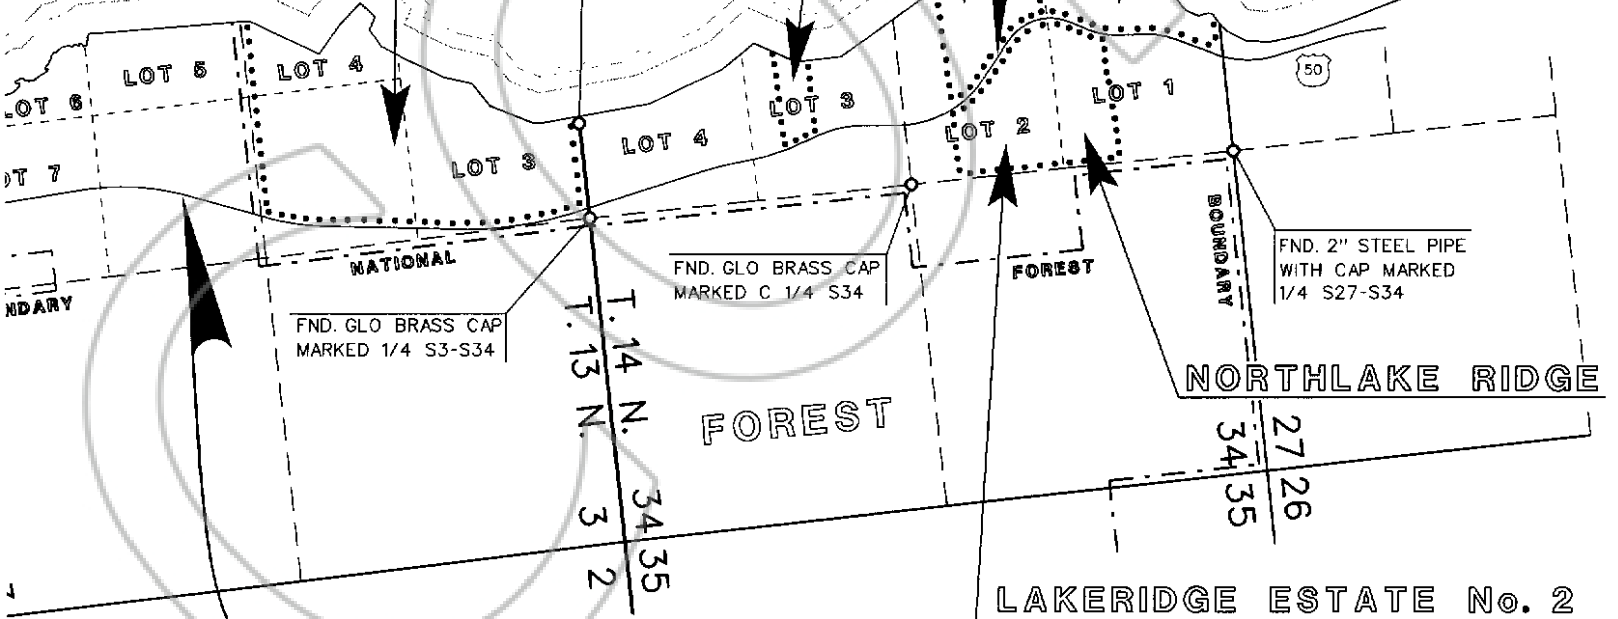 LOT 6
LOT 5
LOT 4
LOT 7
LOT 3
LOT 4
LOT 3
LOT 2
LOT 1
50
NATIONAL
FOREST
BOUNDARY
NDARY
FND. GLO BRASS CAP
MARKED 1/4 S3-S34
FND. GLO BRASS CAP
MARKED C 1/4 S34
FND. 2" STEEL PIPE
WITH CAP MARKED
1/4 S27-S34
T. 14 N.
T. 13 N.
FOREST
NORTHLAKE RIDGE
34 27
35 26
3 34
2 35
LAKERIDGE ESTATE No. 2